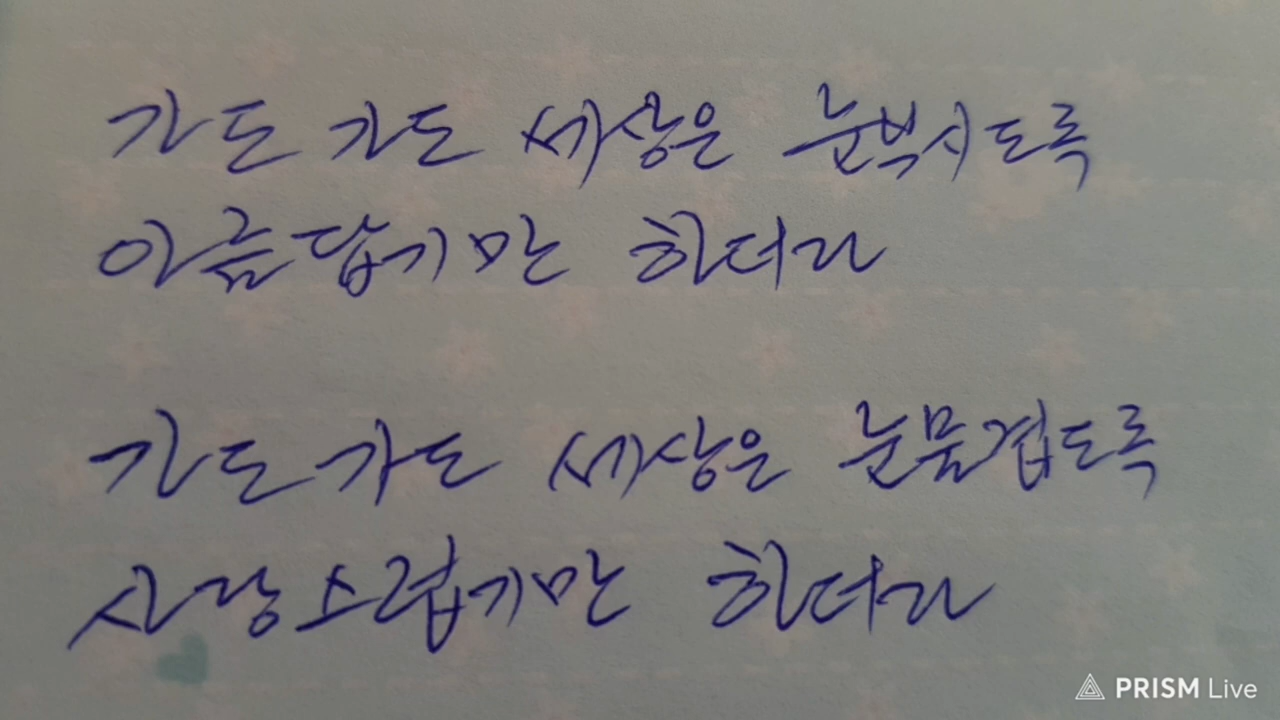 가도 가도 세상은 눈부시도록
아름답기만 하더라
가도 가도 세상은 눈물겹도록
사랑스럽기만 하더라
PRISM Live